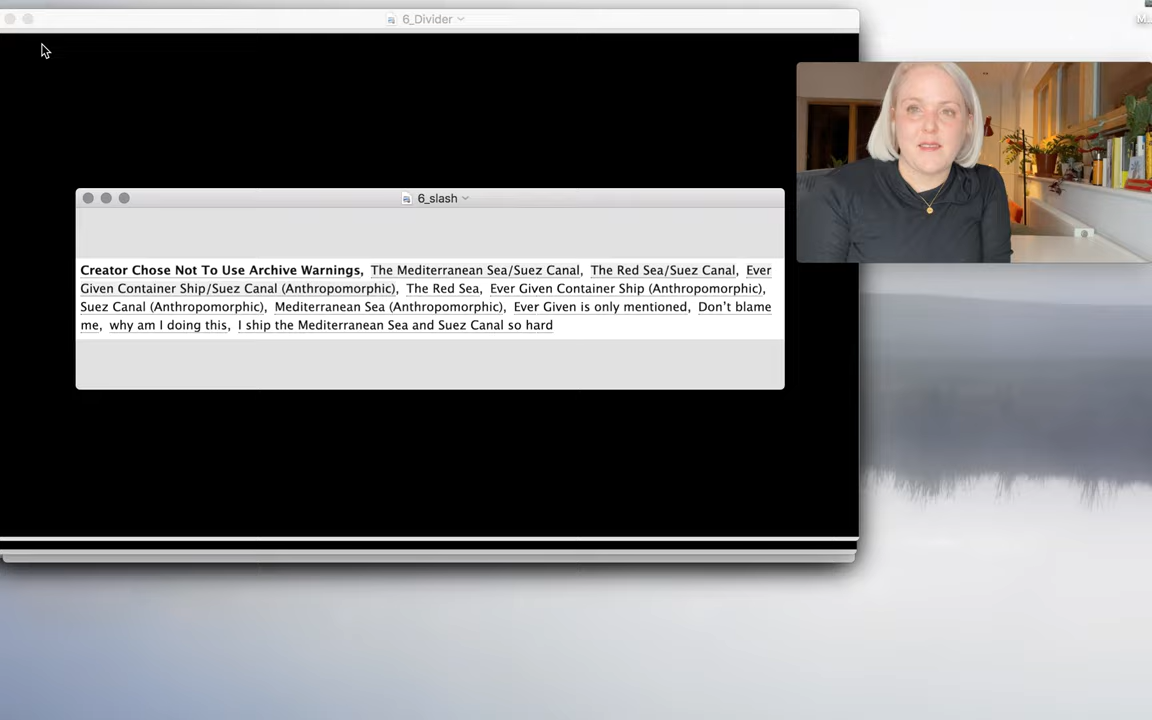 6_Divider
M...
6_slash
Creator Chose Not To Use Archive Warnings, The Mediterranean Sea/Suez Canal, The Red Sea/Suez Canal, Ever
Given Container Ship/Suez Canal (Anthropomorphic), The Red Sea, Ever Given Container Ship (Anthropomorphic),
Suez Canal (Anthropomorphic), Mediterranean Sea (Anthropomorphic), Ever Given is only mentioned, Don’t blame
me, why am I doing this, I ship the Mediterranean Sea and Suez Canal so hard